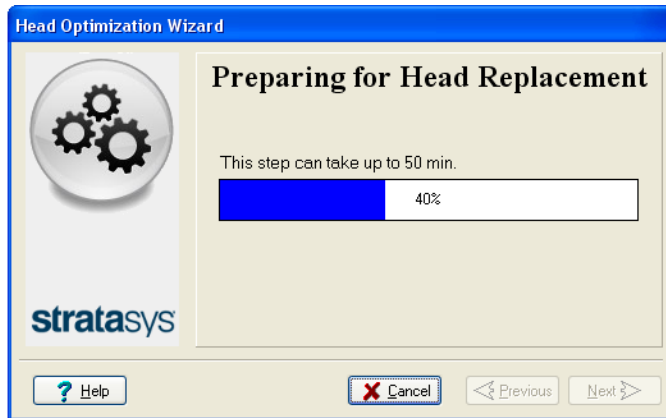 Head Optimization Wizard
Preparing for Head Replacement
This step can take up to 50 min.
40%
stratasys
? Help
Cancel
Previous
Next